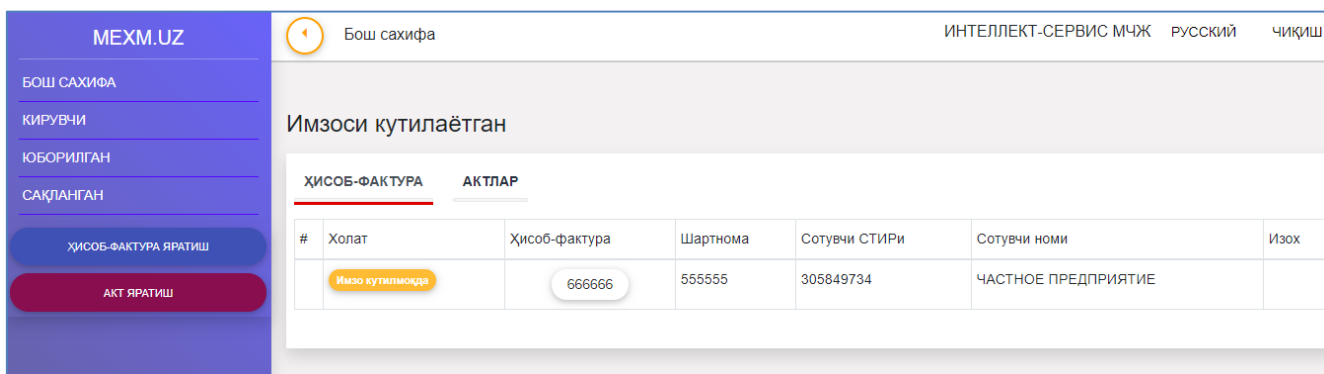 MEXM.UZ
Бош сахифа
ИНТЕЛЛЕКТ-СЕРВИС МЧЖ РУССКИЙ ЧИҚИШ
БОШ САХИФА
КИРУВЧИ
ЮБОРИЛГАН
САҚЛАНГАН
ҲИСОБ-ФАКТУРА ЯРАТИШ
АКТ ЯРАТИШ
Имзоси кутилаётган
ҲИСОБ-ФАКТУРА АКТЛАР
# Холат Ҳисоб-фактура Шартнома Сотувчи СТИРи Сотувчи номи Изох
Имзо кутилмоқда 666666 555555 305849734 ЧАСТНОЕ ПРЕДПРИЯТИЕ